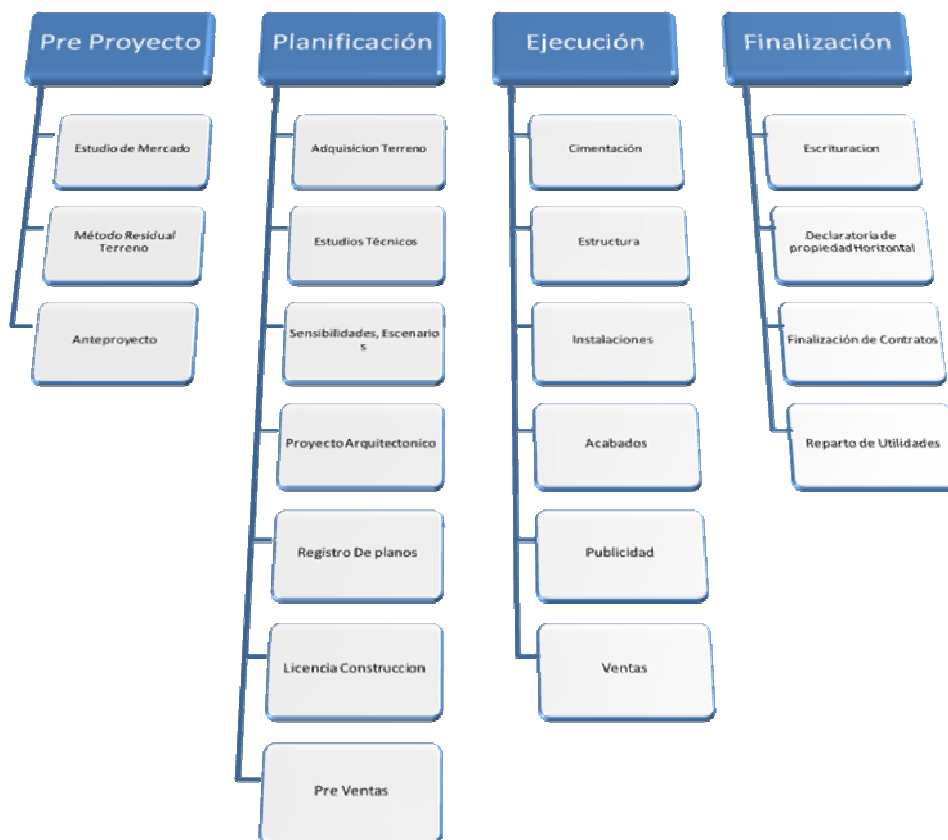 Pre Proyecto
Estudio de Mercado
Método Residual
Terreno
Anteproyecto
Planificación
Adquisicion Terreno
Estudios Técnicos
Sensibilidades, Escenario
s
Proyecto Arquitectonico
Registro De planos
Licencia Construccion
Pre Ventas
Ejecución
Cimentación
Estructura
Instalaciones
Acabados
Publicidad
Ventas
Finalización
Escrituracion
Declaratoria de
propiedad Horizontal
Finalización de Contratos
Reparto de Utilidades